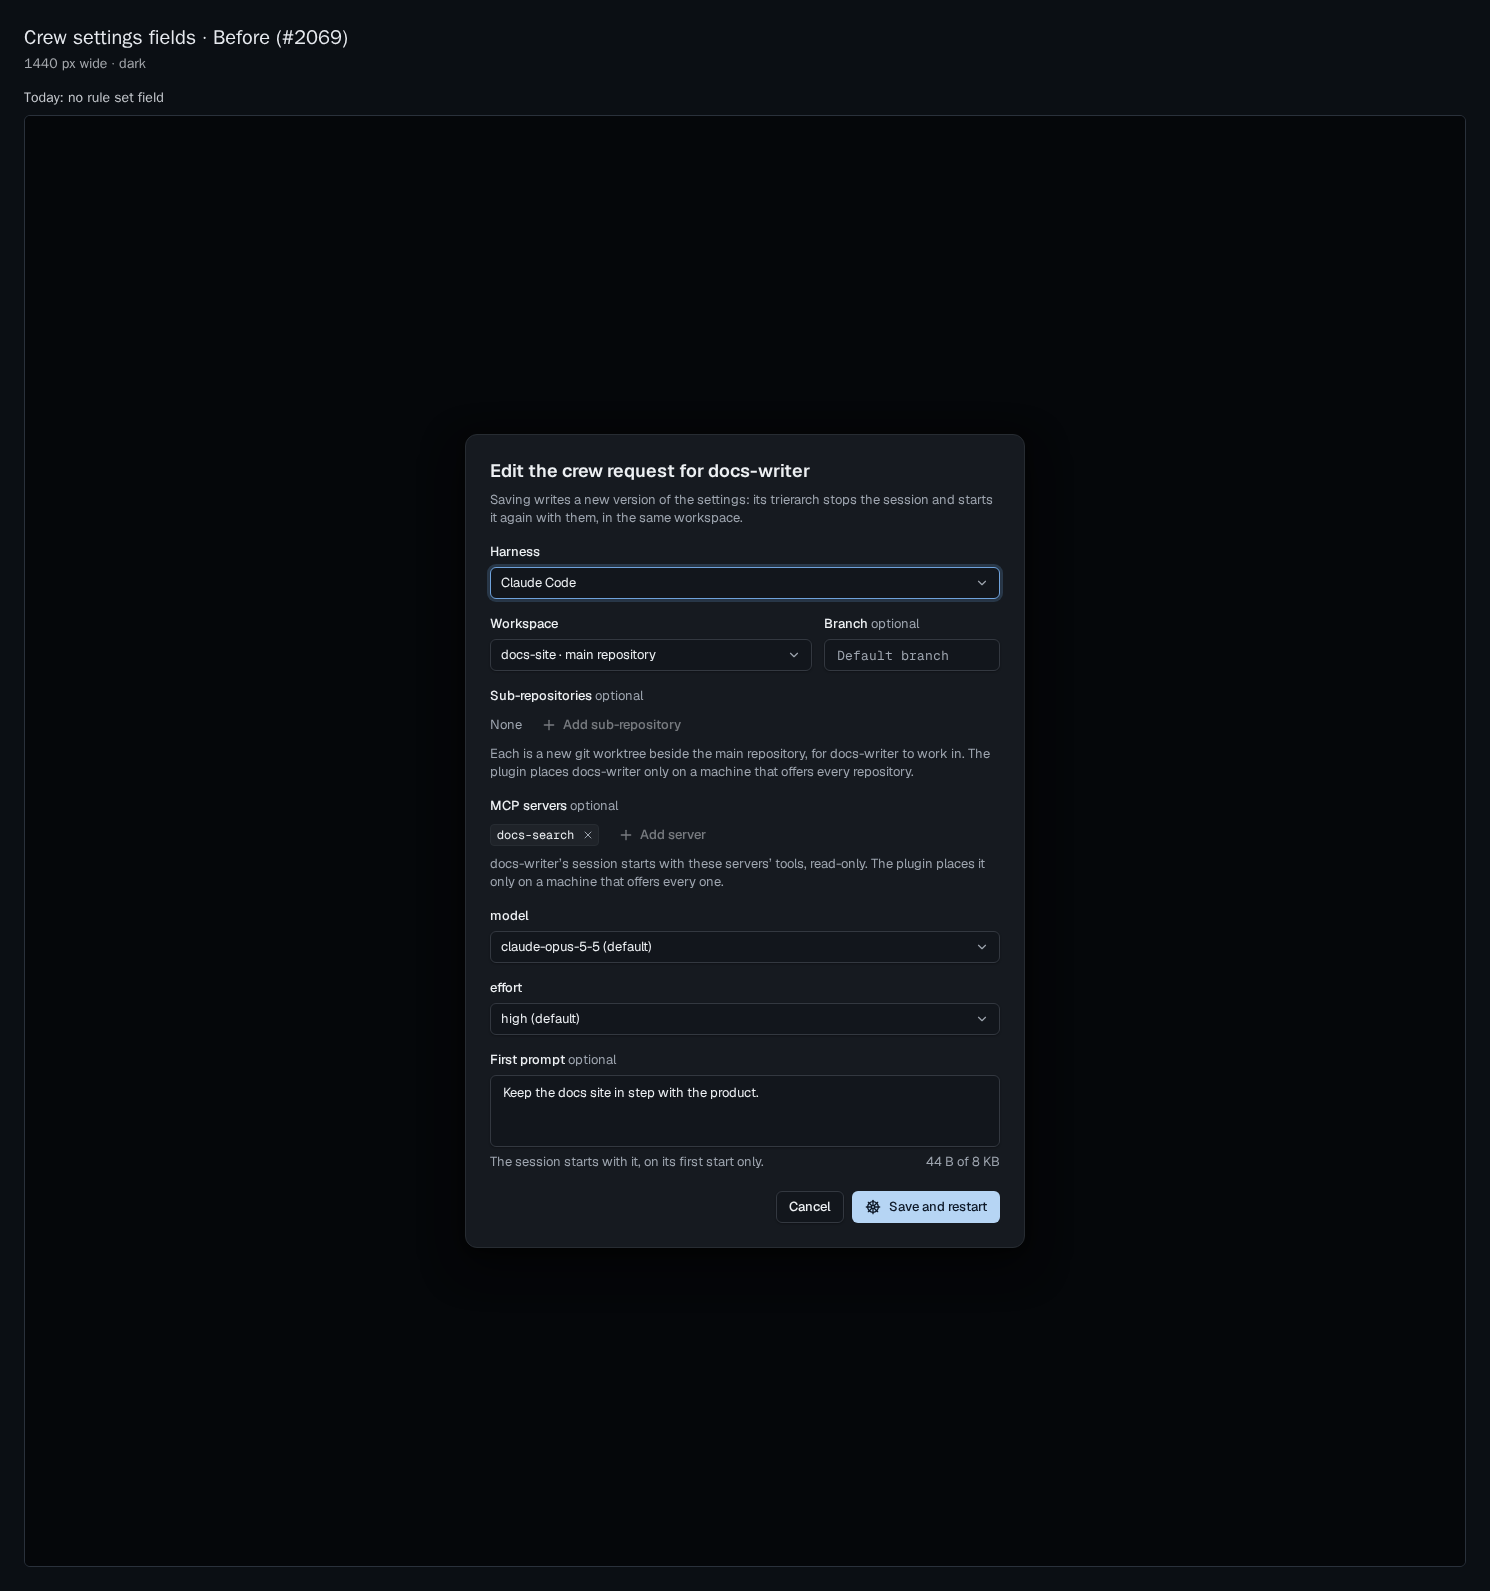 Crew settings fields · Before (#2069)
1440 px wide · dark
Today: no rule set field
Edit the crew request for docs-writer
Saving writes a new version of the settings: its trierarch stops the session and starts
it again with them, in the same workspace.
Harness
Claude Code
Workspace
Branch optional
docs-site · main repository
Default branch
Sub-repositories optional
None
Add sub-repository
Each is a new git worktree beside the main repository, for docs-writer to work in. The
plugin places docs-writer only on a machine that offers every repository.
MCP servers optional
docs-search
Add server
docs-writer's session starts with these servers' tools, read-only. The plugin places it
only on a machine that offers every one.
model
claude-opus-5-5 (default)
effort
high (default)
First prompt optional
Keep the docs site in step with the product.
The session starts with it, on its first start only.
44 B of 8 KB
Cancel
Save and restart